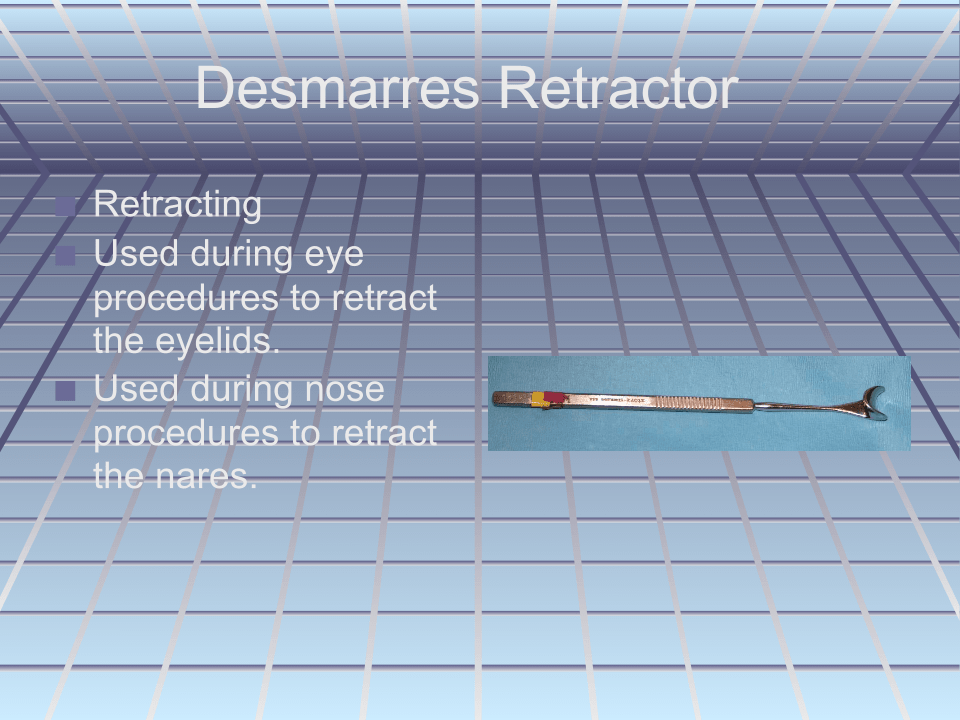 Desmarres Retractor
Retracting
Used during eye
procedures to retract
the eyelids.
Used during nose
procedures to retract
the nares.